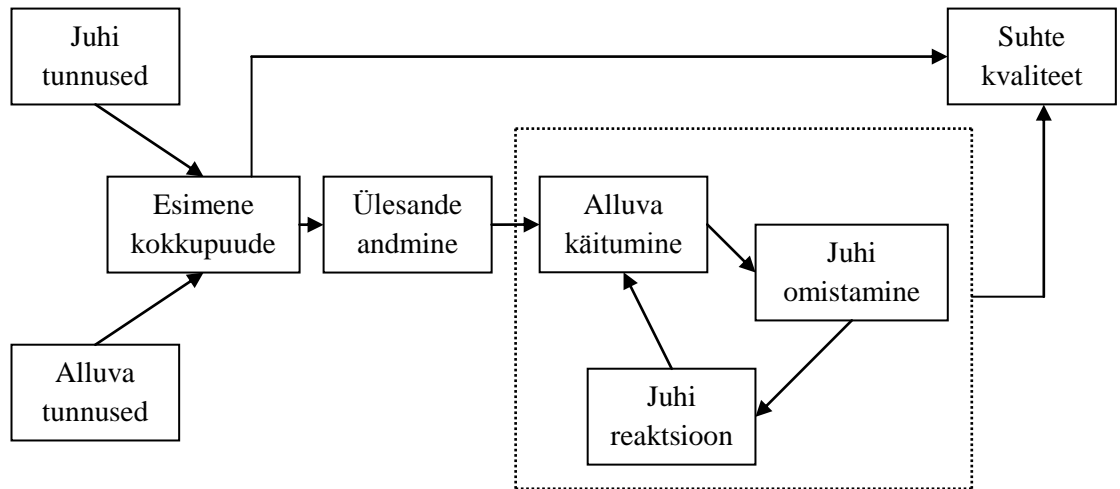 Juhi
tunnused
Suhte
kvaliteet
Esimene
kokkupuude
Ülesande
andmine
Alluva
käitumine
Juhi
omistamine
Alluva
tunnused
Juhi
reaktsioon